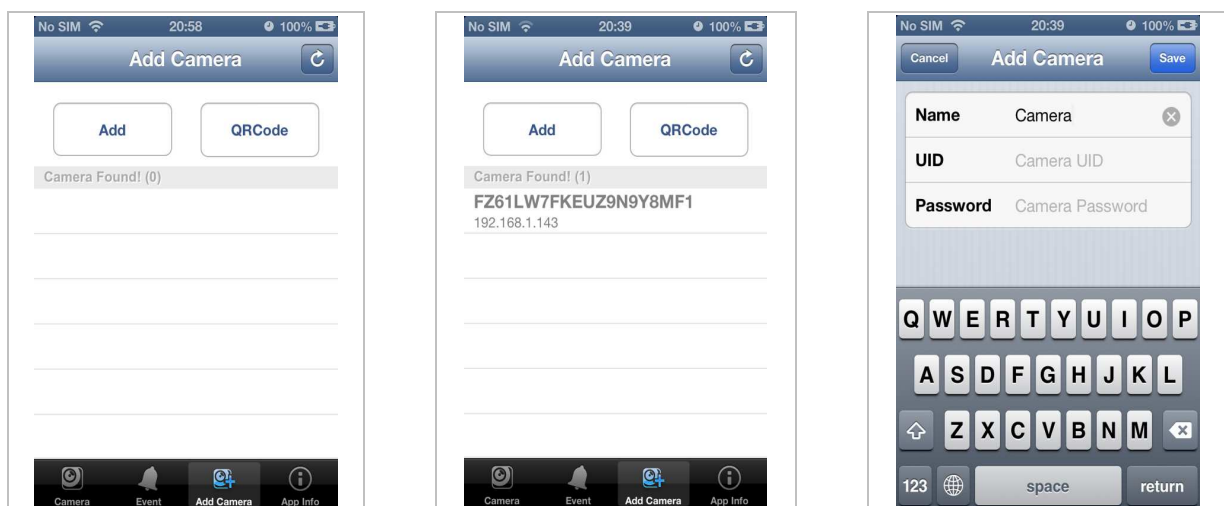 No SIM 20:58 100%
Add Camera
Add QRCode
Camera Found! (0)
Camera Event Add Camera App Info
No SIM 20:39 100%
Add Camera
Add QRCode
Camera Found! (1)
FZ61LW7FKEUZ9N9Y8MF1
192.168.1.143
Camera Event Add Camera App Info
No SIM 20:39 100%
Cancel Add Camera Save
Name Camera
UID Camera UID
Password Camera Password
Q W E R T Y U I O P
A S D F G H J K L
Z X C V B N M
123 space return